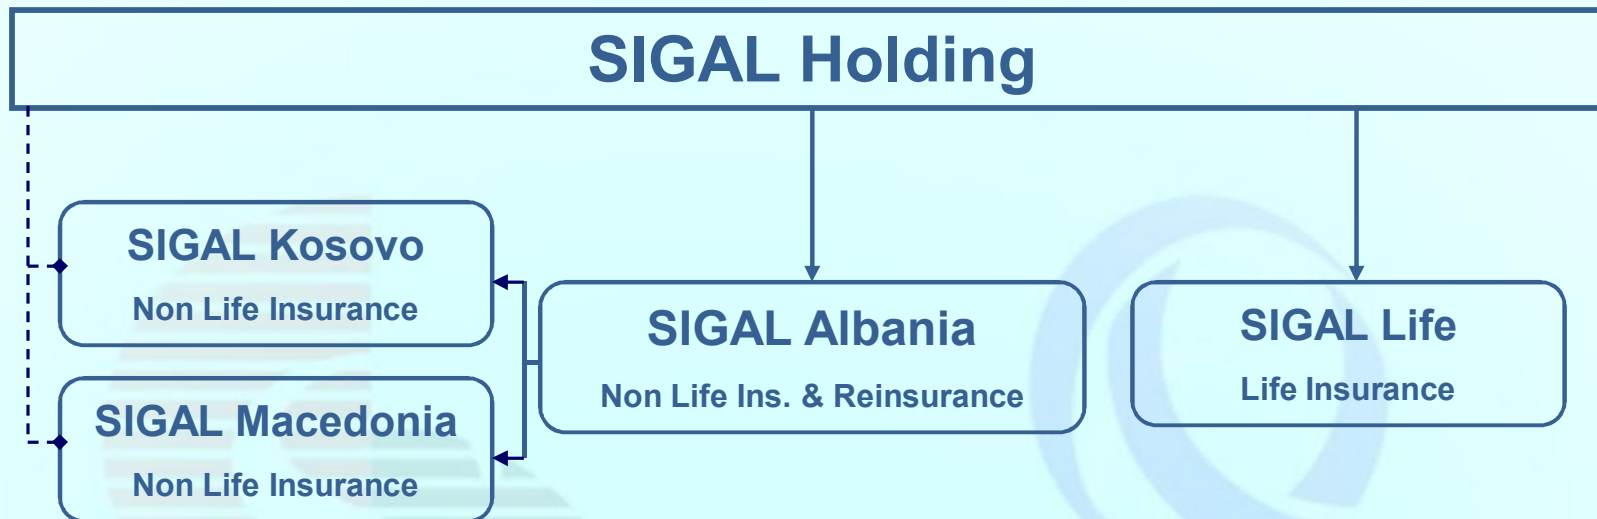 SIGAL Holding
SIGAL Kosovo
Non Life Insurance
SIGAL Macedonia
Non Life Insurance
SIGAL Albania
Non Life Ins. & Reinsurance
SIGAL Life
Life Insurance